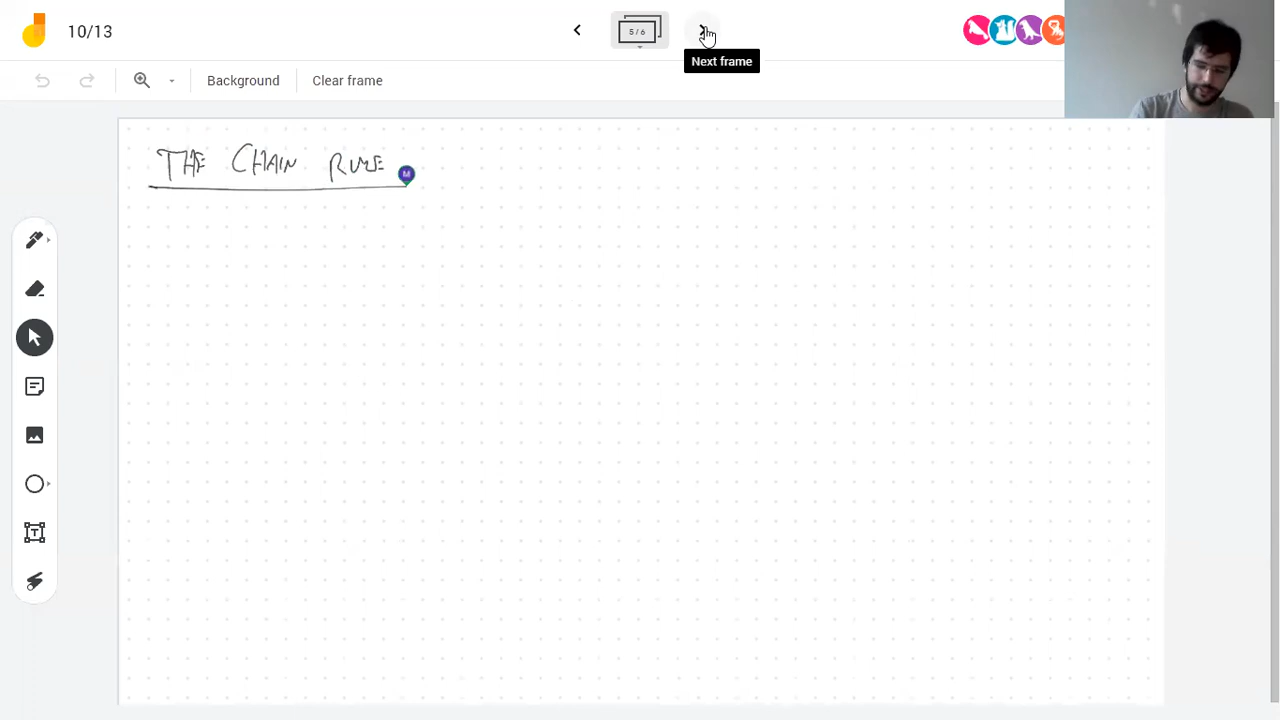 10/13
5 / 6
Next frame
Background
Clear frame
THE CHAIN RULE
M